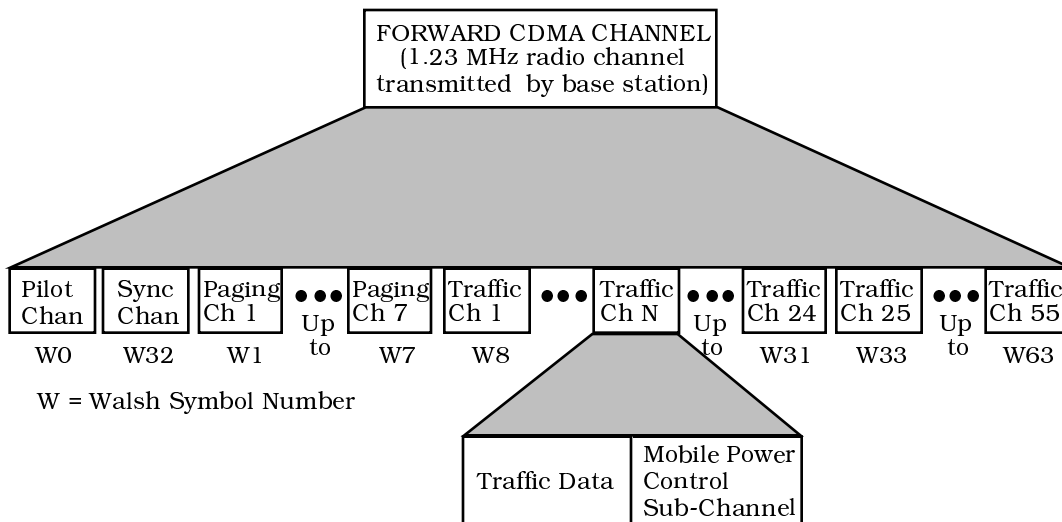 FORWARD CDMA CHANNEL
(1.23 MHz radio channel
transmitted by base station)
Pilot
Chan
Sync
Chan
Paging
Ch 1
Up
to
Paging
Ch 7
Traffic
Ch 1
Traffic
Ch N
Up
to
Traffic
Ch 24
Traffic
Ch 25
Up
to
Traffic
Ch 55
W0
W32
W1
W7
W8
W31
W33
W63
W = Walsh Symbol Number
Traffic Data
Mobile Power
Control
Sub-Channel